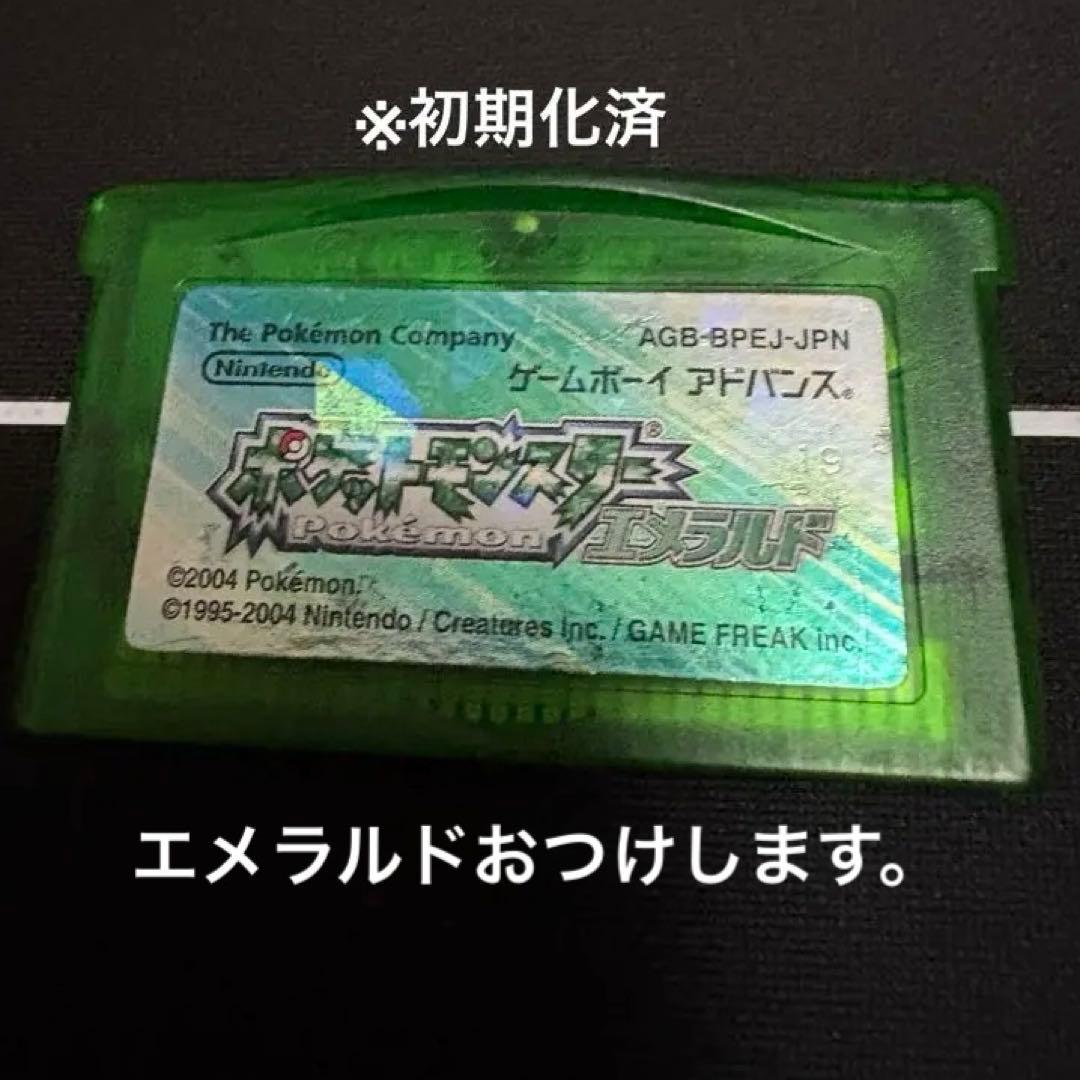 ※初期化済
The Pokémon Company
AGB-BPEJ-JPN
Nintendo
ゲームボーイ アドバンス®
ポケットモンスター®
Pokémon
エメラルド
19
©2004 Pokémon.
©1995-2004 Nintendo / Creatures inc. / GAME FREAK inc.
エメラルドおつけします。